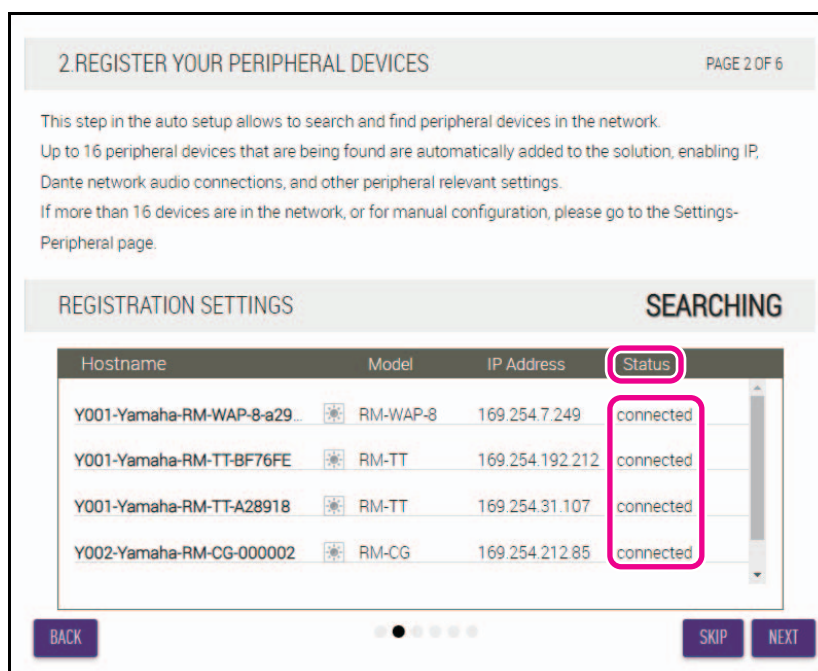 2.REGISTER YOUR PERIPHERAL DEVICES PAGE 2 OF 6
This step in the auto setup allows to search and find peripheral devices in the network.
Up to 16 peripheral devices that are being found are automatically added to the solution, enabling IP,
Dante network audio connections, and other peripheral relevant settings.
If more than 16 devices are in the network, or for manual configuration, please go to the Settings-
Peripheral page.
REGISTRATION SETTINGS SEARCHING
Hostname Model IP Address Status
Y001-Yamaha-RM-WAP-8-a29... RM-WAP-8 169.254.7.249 connected
Y001-Yamaha-RM-TT-BF76FE RM-TT 169.254.192.212 connected
Y001-Yamaha-RM-TT-A28918 RM-TT 169.254.31.107 connected
Y002-Yamaha-RM-CG-000002 RM-CG 169.254.212.85 connected
BACK SKIP NEXT